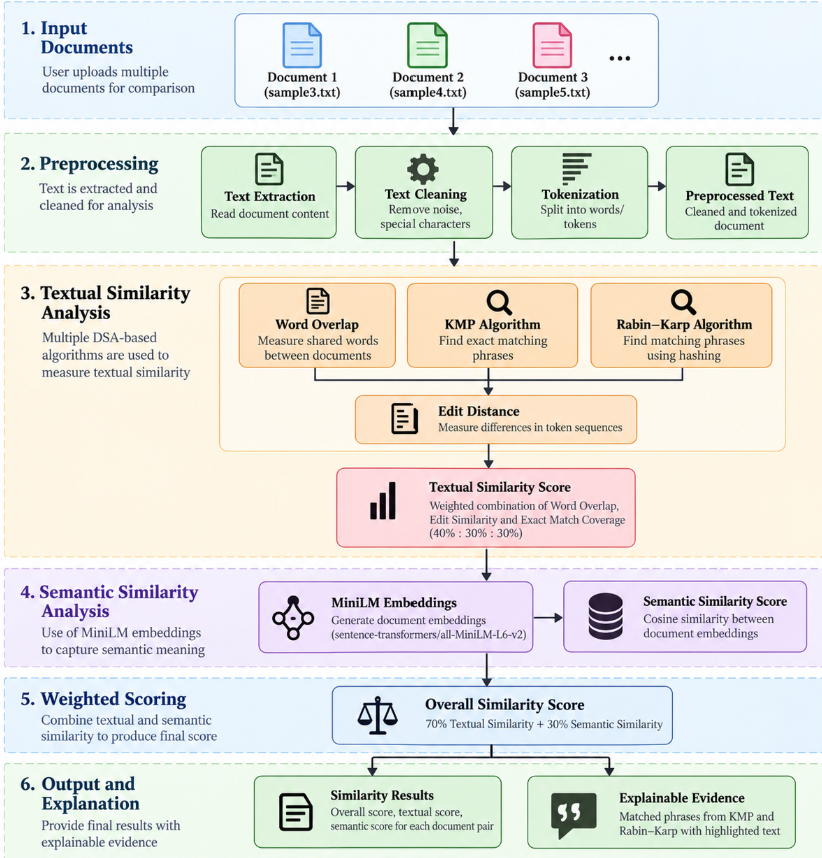 1. Input
Documents
User uploads multiple
documents for comparison
Document 1
(sample3.txt)
Document 2
(sample4.txt)
Document 3
(sample5.txt)
...
2. Preprocessing
Text is extracted and
cleaned for analysis
Text Extraction
Read document content
Text Cleaning
Remove noise,
special characters
Tokenization
Split into words/
tokens
Preprocessed Text
Cleaned and tokenized
document
3. Textual Similarity
Analysis
Multiple DSA-based
algorithms are used to
measure textual similarity
Word Overlap
Measure shared words
between documents
KMP Algorithm
Find exact matching
phrases
Rabin–Karp Algorithm
Find matching phrases
using hashing
Edit Distance
Measure differences in token sequences
Textual Similarity Score
Weighted combination of Word Overlap,
Edit Similarity and Exact Match Coverage
(40% : 30% : 30%)
4. Semantic Similarity
Analysis
Use of MiniLM embeddings
to capture semantic meaning
MiniLM Embeddings
Generate document embeddings
(sentence-transformers/all-MiniLM-L6-v2)
Semantic Similarity Score
Cosine similarity between
document embeddings
5. Weighted Scoring
Combine textual and semantic
similarity to produce final score
Overall Similarity Score
70% Textual Similarity + 30% Semantic Similarity
6. Output and
Explanation
Provide final results with
explainable evidence
Similarity Results
Overall score, textual score,
semantic score for each document pair
Explainable Evidence
Matched phrases from KMP and
Rabin–Karp with highlighted text